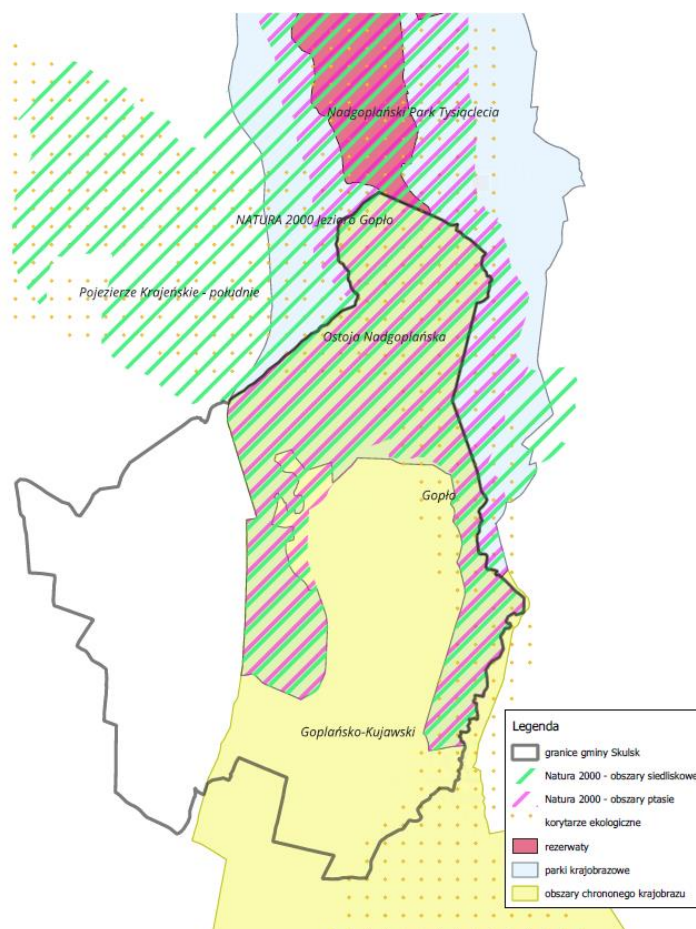 Nadgoplański Park Tysiąclecia
NATURA 2000 Jezioro Gopło
Pojezierze Krajeńskie - południe
Ostoja Nadgoplańska
Gopło
Goplańsko-Kujawski
Legenda
granice gminy Skulsk
Natura 2000 - obszary siedliskowe
Natura 2000 - obszary ptasie
korytarze ekologiczne
rezerwaty
parki krajobrazowe
obszary chrononego krajobrazu